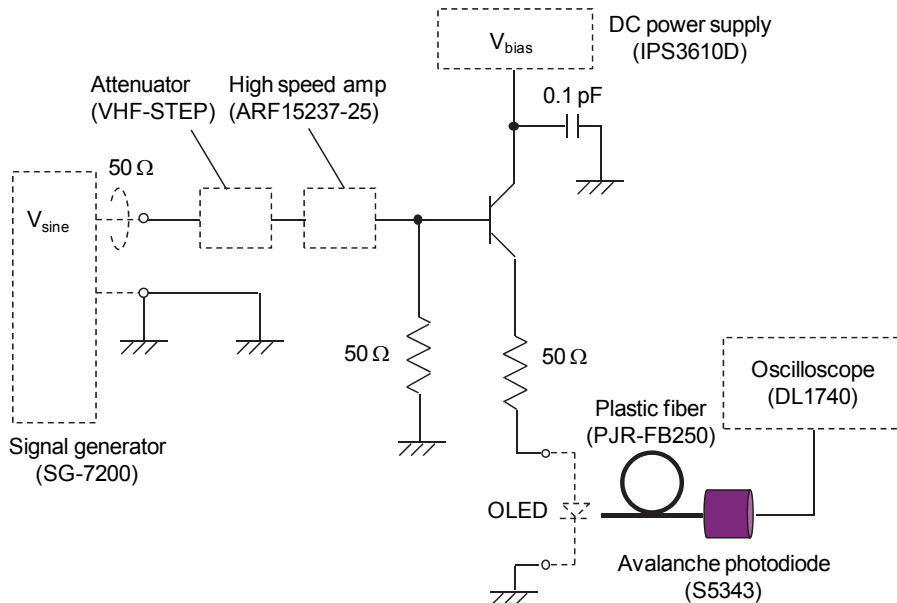 DC power supply
(IPS3610D)
V_bias
Attenuator
(VHF-STEP)
High speed amp
(ARF15237-25)
0.1 pF
50 Ω
V_sine
50 Ω
50 Ω
Oscilloscope
(DL1740)
Plastic fiber
(PJR-FB250)
Signal generator
(SG-7200)
OLED
Avalanche photodiode
(S5343)